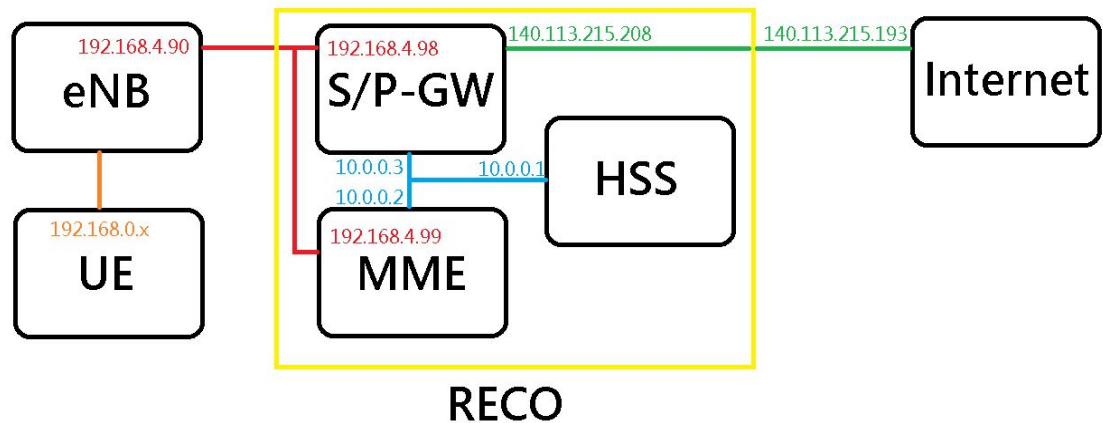 192.168.4.90
eNB
192.168.4.98
S/P-GW
140.113.215.208
140.113.215.193
Internet
10.0.0.3
10.0.0.1
10.0.0.2
HSS
192.168.0.x
UE
192.168.4.99
MME
RECO